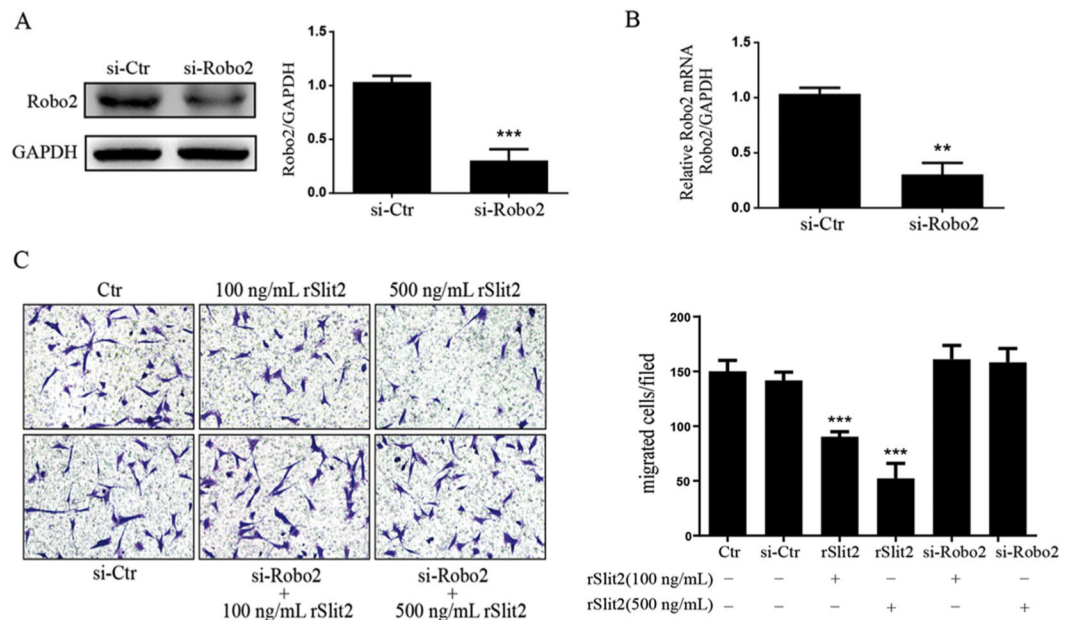 A
si-Ctr si-Robo2
Robo2
GAPDH
Robo2/GAPDH
1.5
1.0
0.5
0.0
***
si-Ctr si-Robo2
B
Relative Robo2 mRNA
Robo2/GAPDH
1.5
1.0
0.5
0.0
**
si-Ctr si-Robo2
C
Ctr 100 ng/mL rSlit2 500 ng/mL rSlit2
si-Ctr si-Robo2 si-Robo2
+ +
100 ng/mL rSlit2 500 ng/mL rSlit2
migrated cells/filed
200
150
100
50
0
*** ***
Ctr si-Ctr rSlit2 rSlit2 si-Robo2 si-Robo2
rSlit2(100 ng/mL) − − + − + −
rSlit2(500 ng/mL) − − − + − +